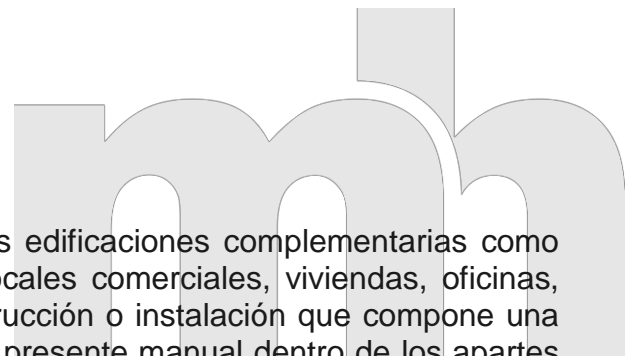 s edificaciones complementarias como
ocales comerciales, viviendas, oficinas,
rucción o instalación que compone una
presente manual dentro de los apartes